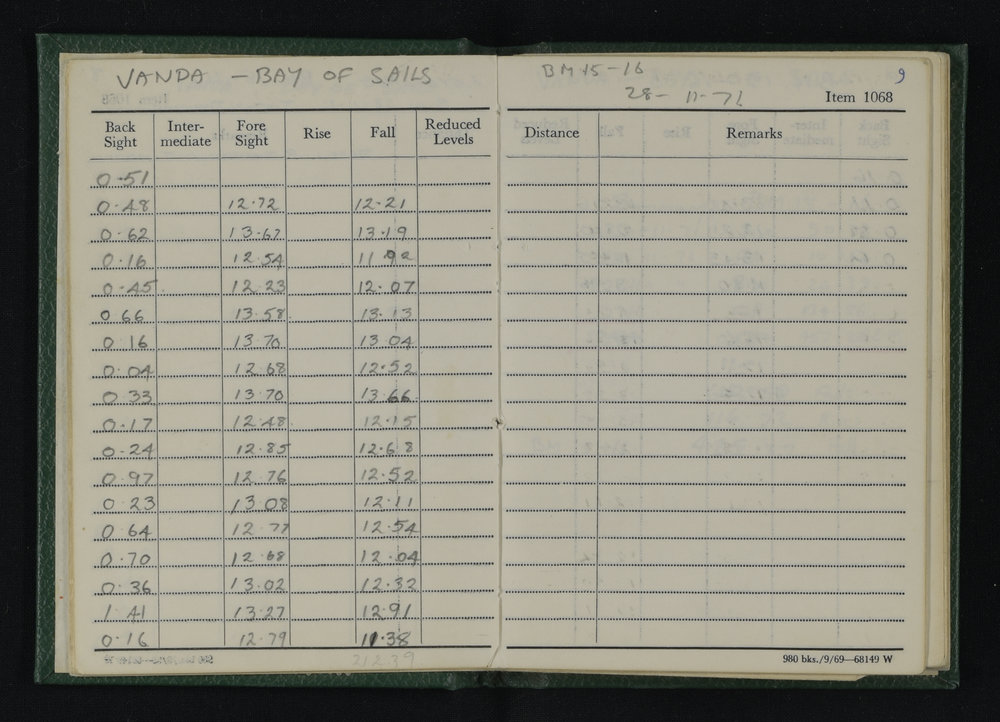 VANDA - BAY OF SAILS
BM 15-16
9
28-11-71
Item 1068
Back Sight Inter-mediate Fore Sight Rise Fall Reduced Levels Distance Remarks
0.51
0.48 12.72 12.21
0.62 13.67 13.19
0.16 12.54 11.92
0.45 12.23 12.07
0.66 13.58 13.13
0.16 13.70 13.04
0.04 12.68 12.52
0.33 13.70 13.66
0.17 12.48 12.15
0.24 12.85 12.68
0.97 12.76 12.52
0.23 13.08 12.11
0.64 12.77 12.54
0.70 12.68 12.04
0.36 13.02 12.32
1.41 13.27 12.91
0.16 12.79 11.38
212.39
980 bks./9/69—68149 W